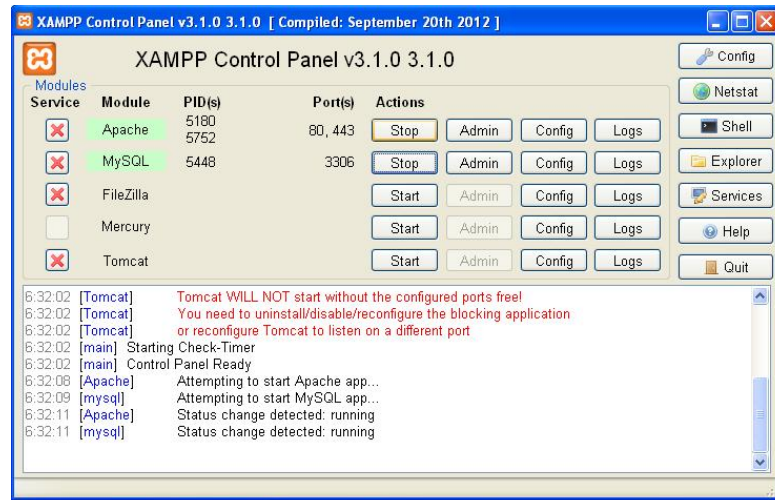 XAMPP Control Panel v3.1.0 3.1.0 [ Compiled: September 20th 2012 ]
XAMPP Control Panel v3.1.0 3.1.0
Config
Modules
Netstat
Service Module PID(s) Port(s) Actions
Apache 5180 5752 80, 443 Stop Admin Config Logs
Shell
MySQL 5448 3306 Stop Admin Config Logs
Explorer
FileZilla Start Admin Config Logs
Services
Mercury Start Admin Config Logs
Help
Tomcat Start Admin Config Logs
Quit
6:32:02 [Tomcat] Tomcat WILL NOT start without the configured ports free!
6:32:02 [Tomcat] You need to uninstall/disable/reconfigure the blocking application
6:32:02 [Tomcat] or reconfigure Tomcat to listen on a different port
6:32:02 [main] Starting Check-Timer
6:32:02 [main] Control Panel Ready
6:32:08 [Apache] Attempting to start Apache app...
6:32:09 [mysql] Attempting to start MySQL app...
6:32:11 [Apache] Status change detected: running
6:32:11 [mysql] Status change detected: running